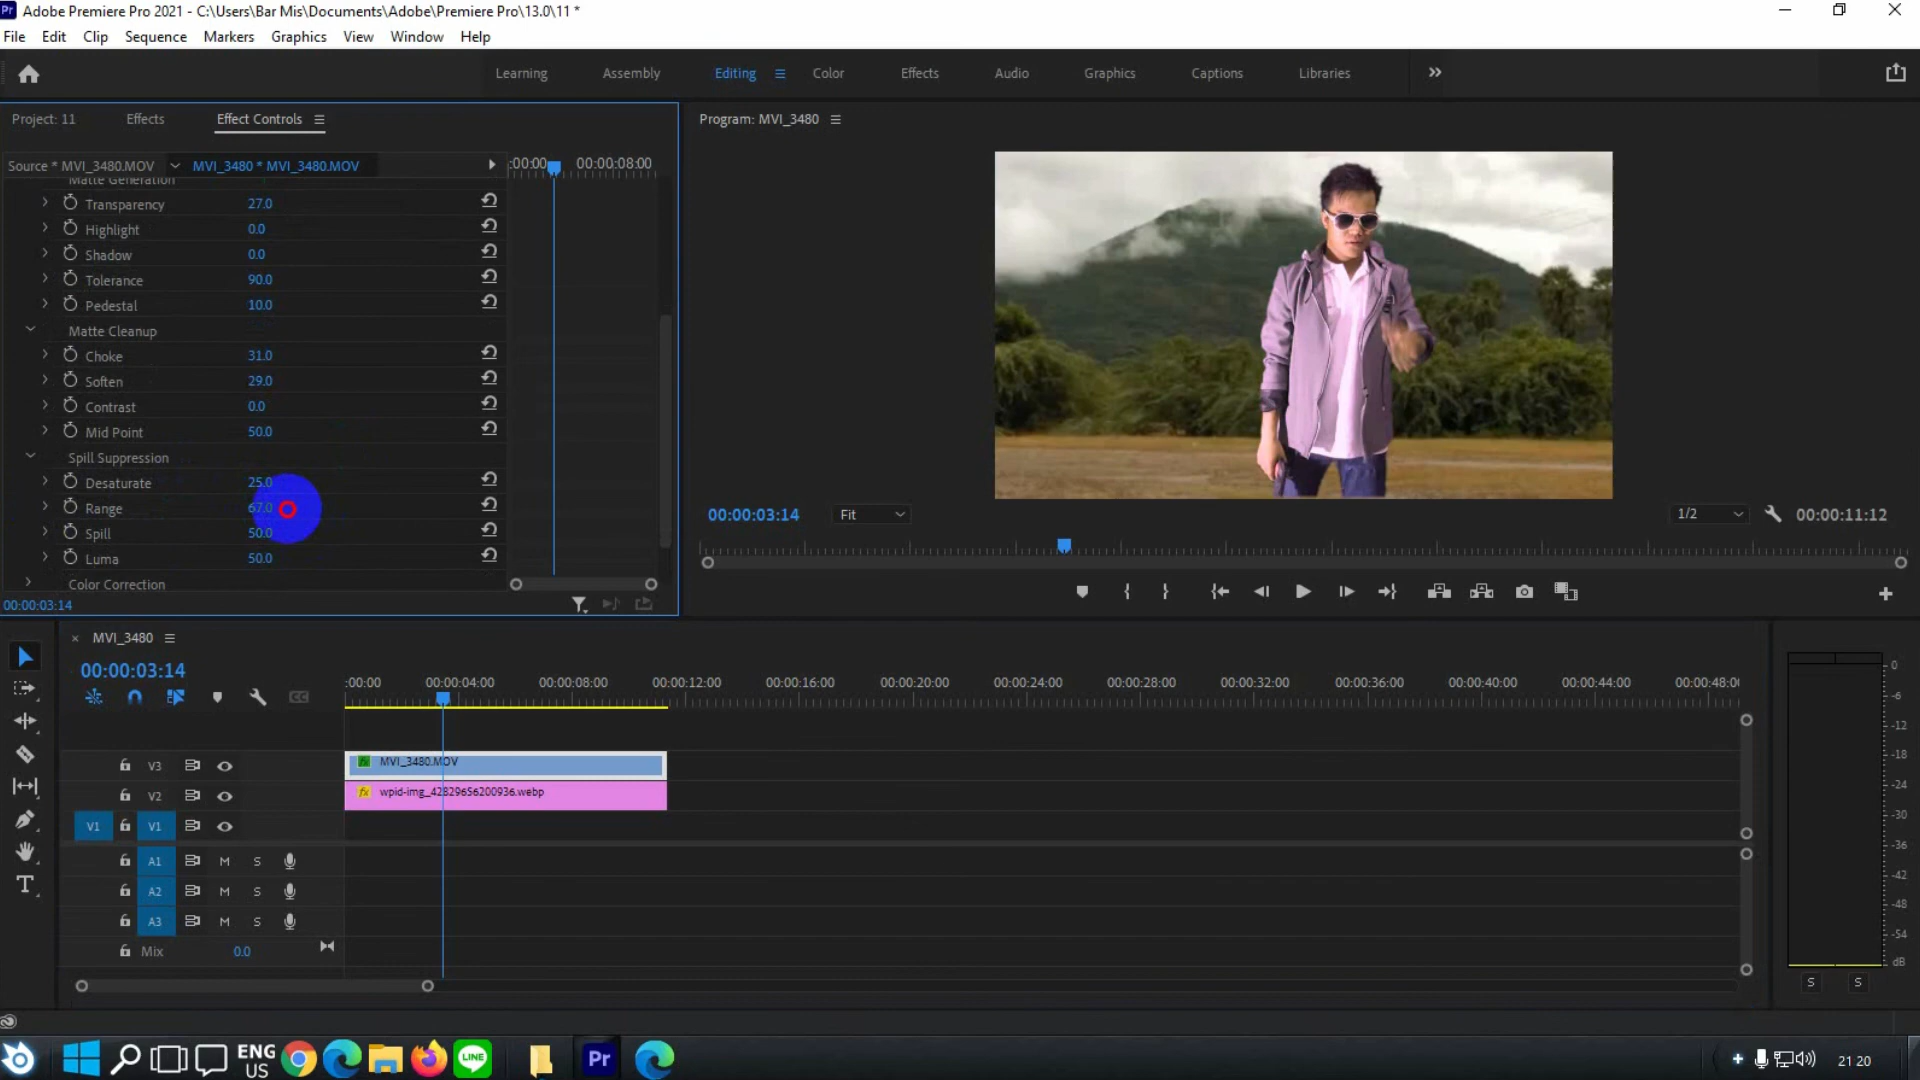 Pr Adobe Premiere Pro 2021 - C:\Users\Bar Mis\Documents\Adobe\Premiere Pro\13.0\11 *
File Edit Clip Sequence Markers Graphics View Window Help
Learning Assembly Editing Color Effects Audio Graphics Captions Libraries
Project: 11 Effects Effect Controls
Program: MVI_3480
Source * MVI_3480.MOV MVI_3480 * MVI_3480.MOV
:00:00 00:00:08:00
Matte Generation
Transparency 27.0
Highlight 0.0
Shadow 0.0
Tolerance 90.0
Pedestal 10.0
Matte Cleanup
Choke 31.0
Soften 29.0
Contrast 0.0
Mid Point 50.0
Spill Suppression
Desaturate 25.0
Range 67.0
Spill 50.0
Luma 50.0
Color Correction
00:00:03:14
00:00:03:14 Fit 1/2 00:00:11:12
MVI_3480
00:00:03:14
:00:00 00:00:04:00 00:00:08:00 00:00:12:00 00:00:16:00 00:00:20:00 00:00:24:00 00:00:28:00 00:00:32:00 00:00:36:00 00:00:40:00 00:00:44:00 00:00:48:0
V3 fx MVI_3480.MOV
V2 fx wpid-img_42829656200936.webp
V1 V1
A1 M S
A2 M S
A3 M S
Mix 0.0
0
-6
-12
-18
-24
-30
-36
-42
-48
-54
dB
S S
ENG
US
LINE
Pr
21 20